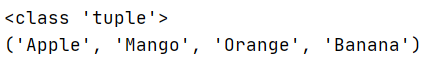 <class 'tuple'>
('Apple', 'Mango', 'Orange', 'Banana')